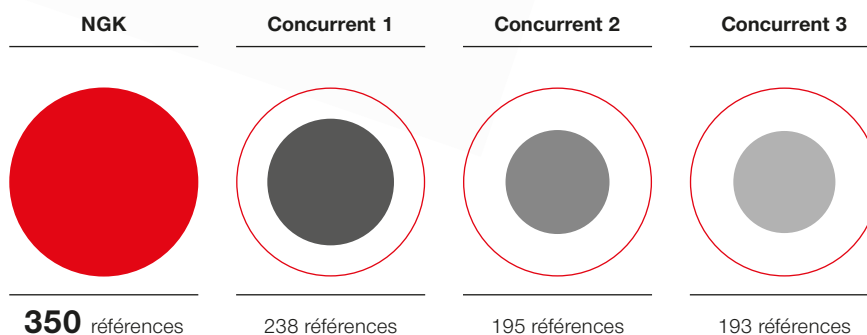 NGK
Concurrent 1
Concurrent 2
Concurrent 3
350 références
238 références
195 références
193 références